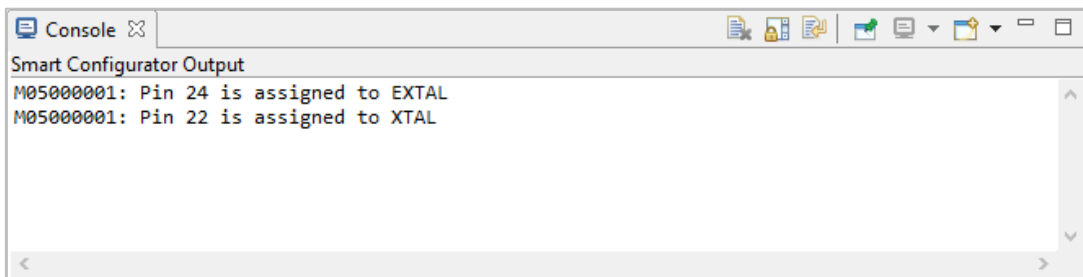 Console
Smart Configurator Output
M05000001: Pin 24 is assigned to EXTAL
M05000001: Pin 22 is assigned to XTAL